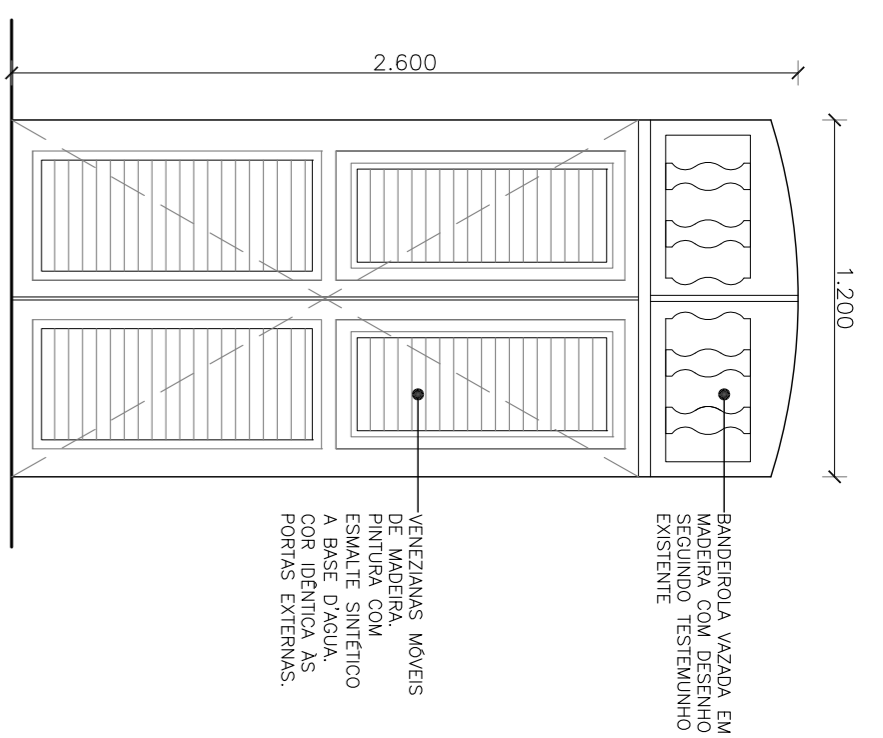 2.600
1.200
BANDEIROLA VAZADA EM
MADEIRA COM DESENHO
SEGUINDO TESTEMUNHO
EXISTENTE
VENEZIANAS MÓVEIS
DE MADEIRA.
PINTURA COM
ESMALTE SINTÉTICO
A BASE D'AGUA.
COR IDÊNTICA ÀS
PORTAS EXTERNAS.